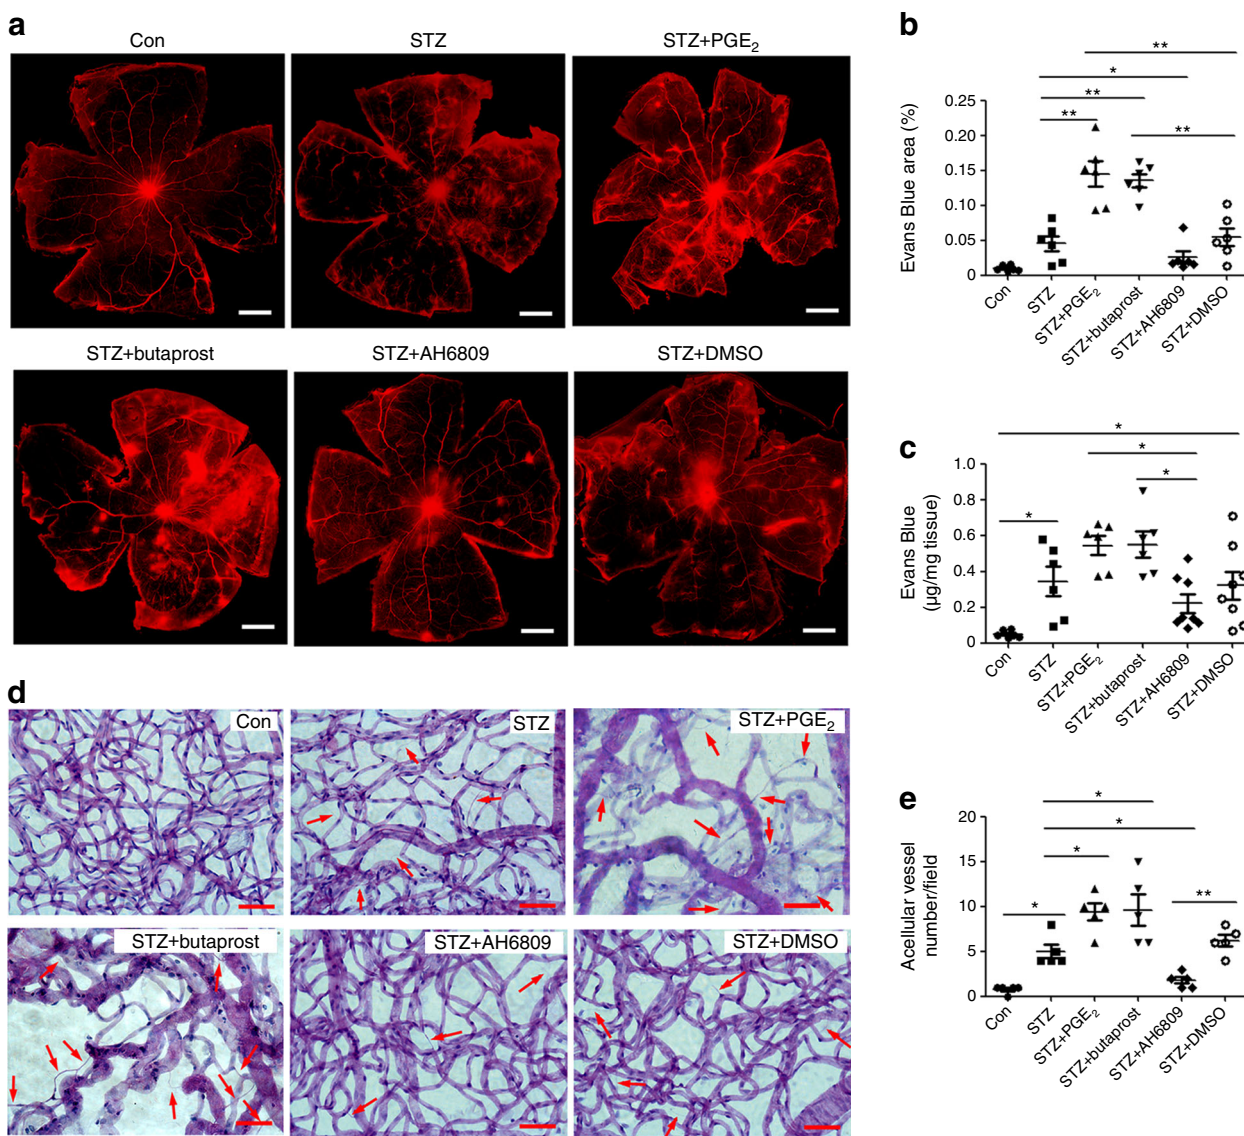 a
Con
STZ
STZ+PGE2
STZ+butaprost
STZ+AH6809
STZ+DMSO
b
**
*
**
**
**
Evans Blue area (%)
0.25
0.20
0.15
0.10
0.05
0
Con
STZ
STZ+PGE2
STZ+butaprost
STZ+AH6809
STZ+DMSO
c
*
*
*
*
Evans Blue
(µg/mg tissue)
1.0
0.8
0.6
0.4
0.2
0
Con
STZ
STZ+PGE2
STZ+butaprost
STZ+AH6809
STZ+DMSO
d
Con
STZ
STZ+PGE2
STZ+butaprost
STZ+AH6809
STZ+DMSO
e
*
*
*
*
**
Acellular vessel
number/field
20
15
10
5
0
Con
STZ
STZ+PGE2
STZ+butaprost
STZ+AH6809
STZ+DMSO